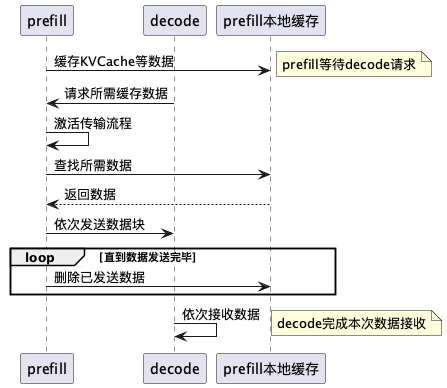 prefill
decode
prefill本地缓存
缓存KVCache等数据
prefill等待decode请求
请求所需缓存数据
激活传输流程
查找所需数据
返回数据
依次发送数据块
loop
[直到数据发送完毕]
删除已发送数据
依次接收数据
decode完成本次数据接收
prefill
decode
prefill本地缓存